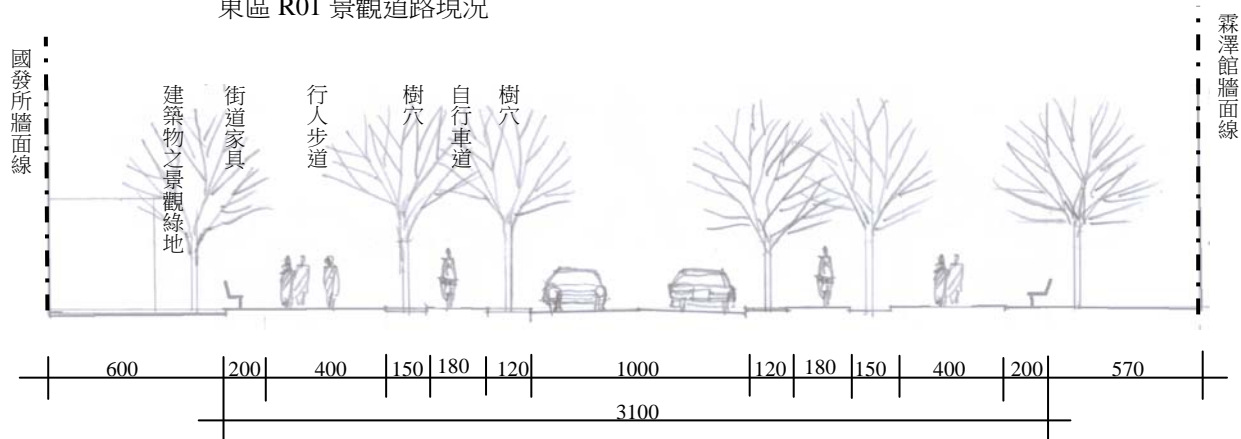 東區 R01 景觀道路現況
國發所牆面線
建築物之景觀綠地
街道家具
行人步道
樹穴
自行車道
樹穴
霖澤館牆面線
600 200 400 150 180 120 1000 120 180 150 400 200 570
3100